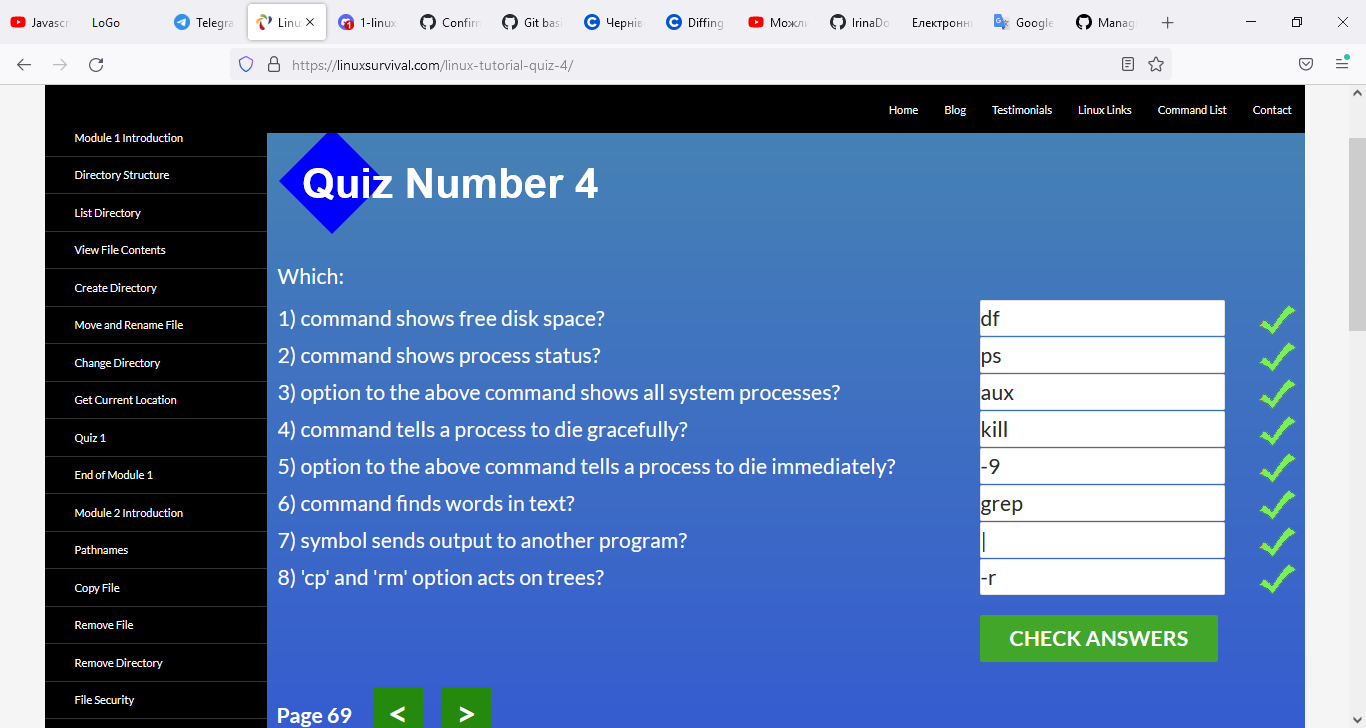 Javasc LoGo Telegra Linu 1-linux Confirm Git basi Чернів Diffing Можли IrinaDo Електронн Google Manag
https://linuxsurvival.com/linux-tutorial-quiz-4/
Home Blog Testimonials Linux Links Command List Contact
Module 1 Introduction
Directory Structure
List Directory
View File Contents
Create Directory
Move and Rename File
Change Directory
Get Current Location
Quiz 1
End of Module 1
Module 2 Introduction
Pathnames
Copy File
Remove File
Remove Directory
File Security
Quiz Number 4
Which:
1) command shows free disk space? df
2) command shows process status? ps
3) option to the above command shows all system processes? aux
4) command tells a process to die gracefully? kill
5) option to the above command tells a process to die immediately? -9
6) command finds words in text? grep
7) symbol sends output to another program? |
8) 'cp' and 'rm' option acts on trees? -r
CHECK ANSWERS
Page 69 < >